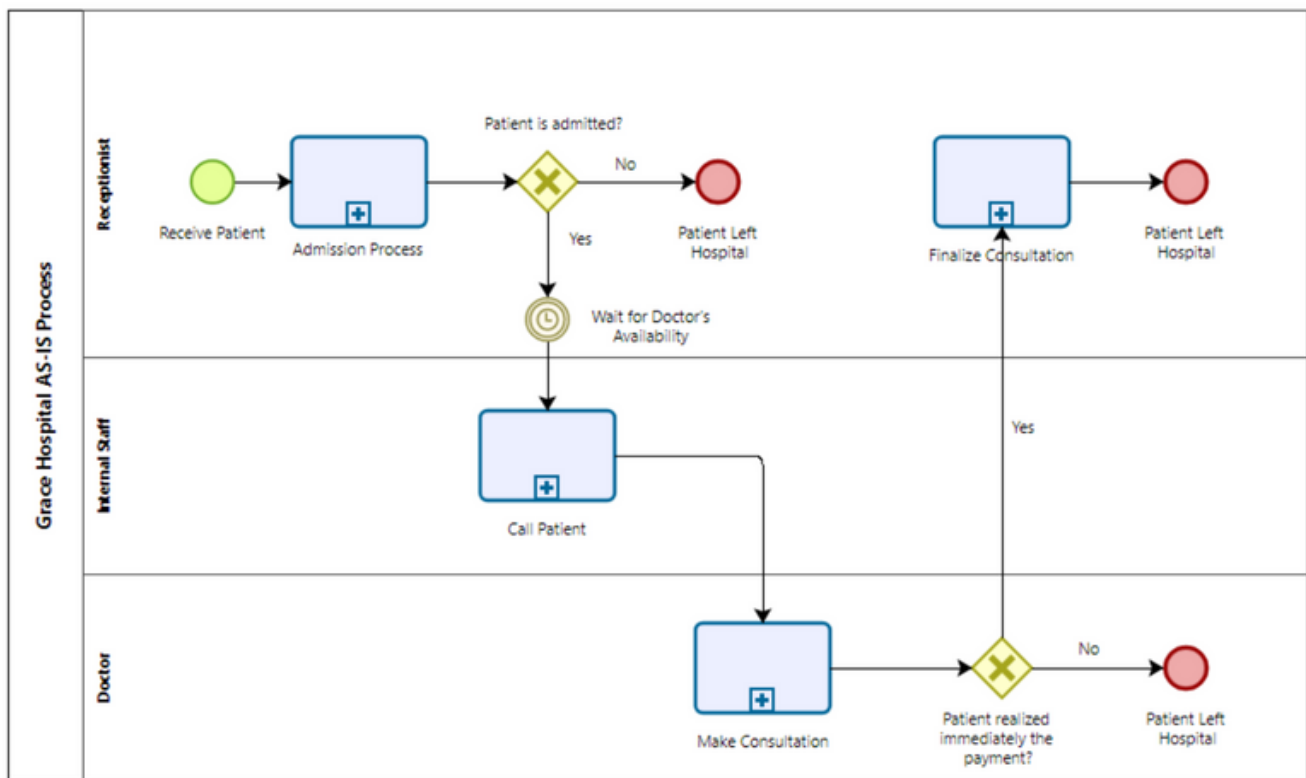 Grace Hospital AS-IS Process
Receptionist
Receive Patient
Admission Process
Patient is admitted?
No
Yes
Patient Left
Hospital
Wait for Doctor's
Availability
Finalize Consultation
Patient Left
Hospital
Internal Staff
Call Patient
Yes
Doctor
Make Consultation
Patient realized
immediately the
payment?
No
Patient Left
Hospital